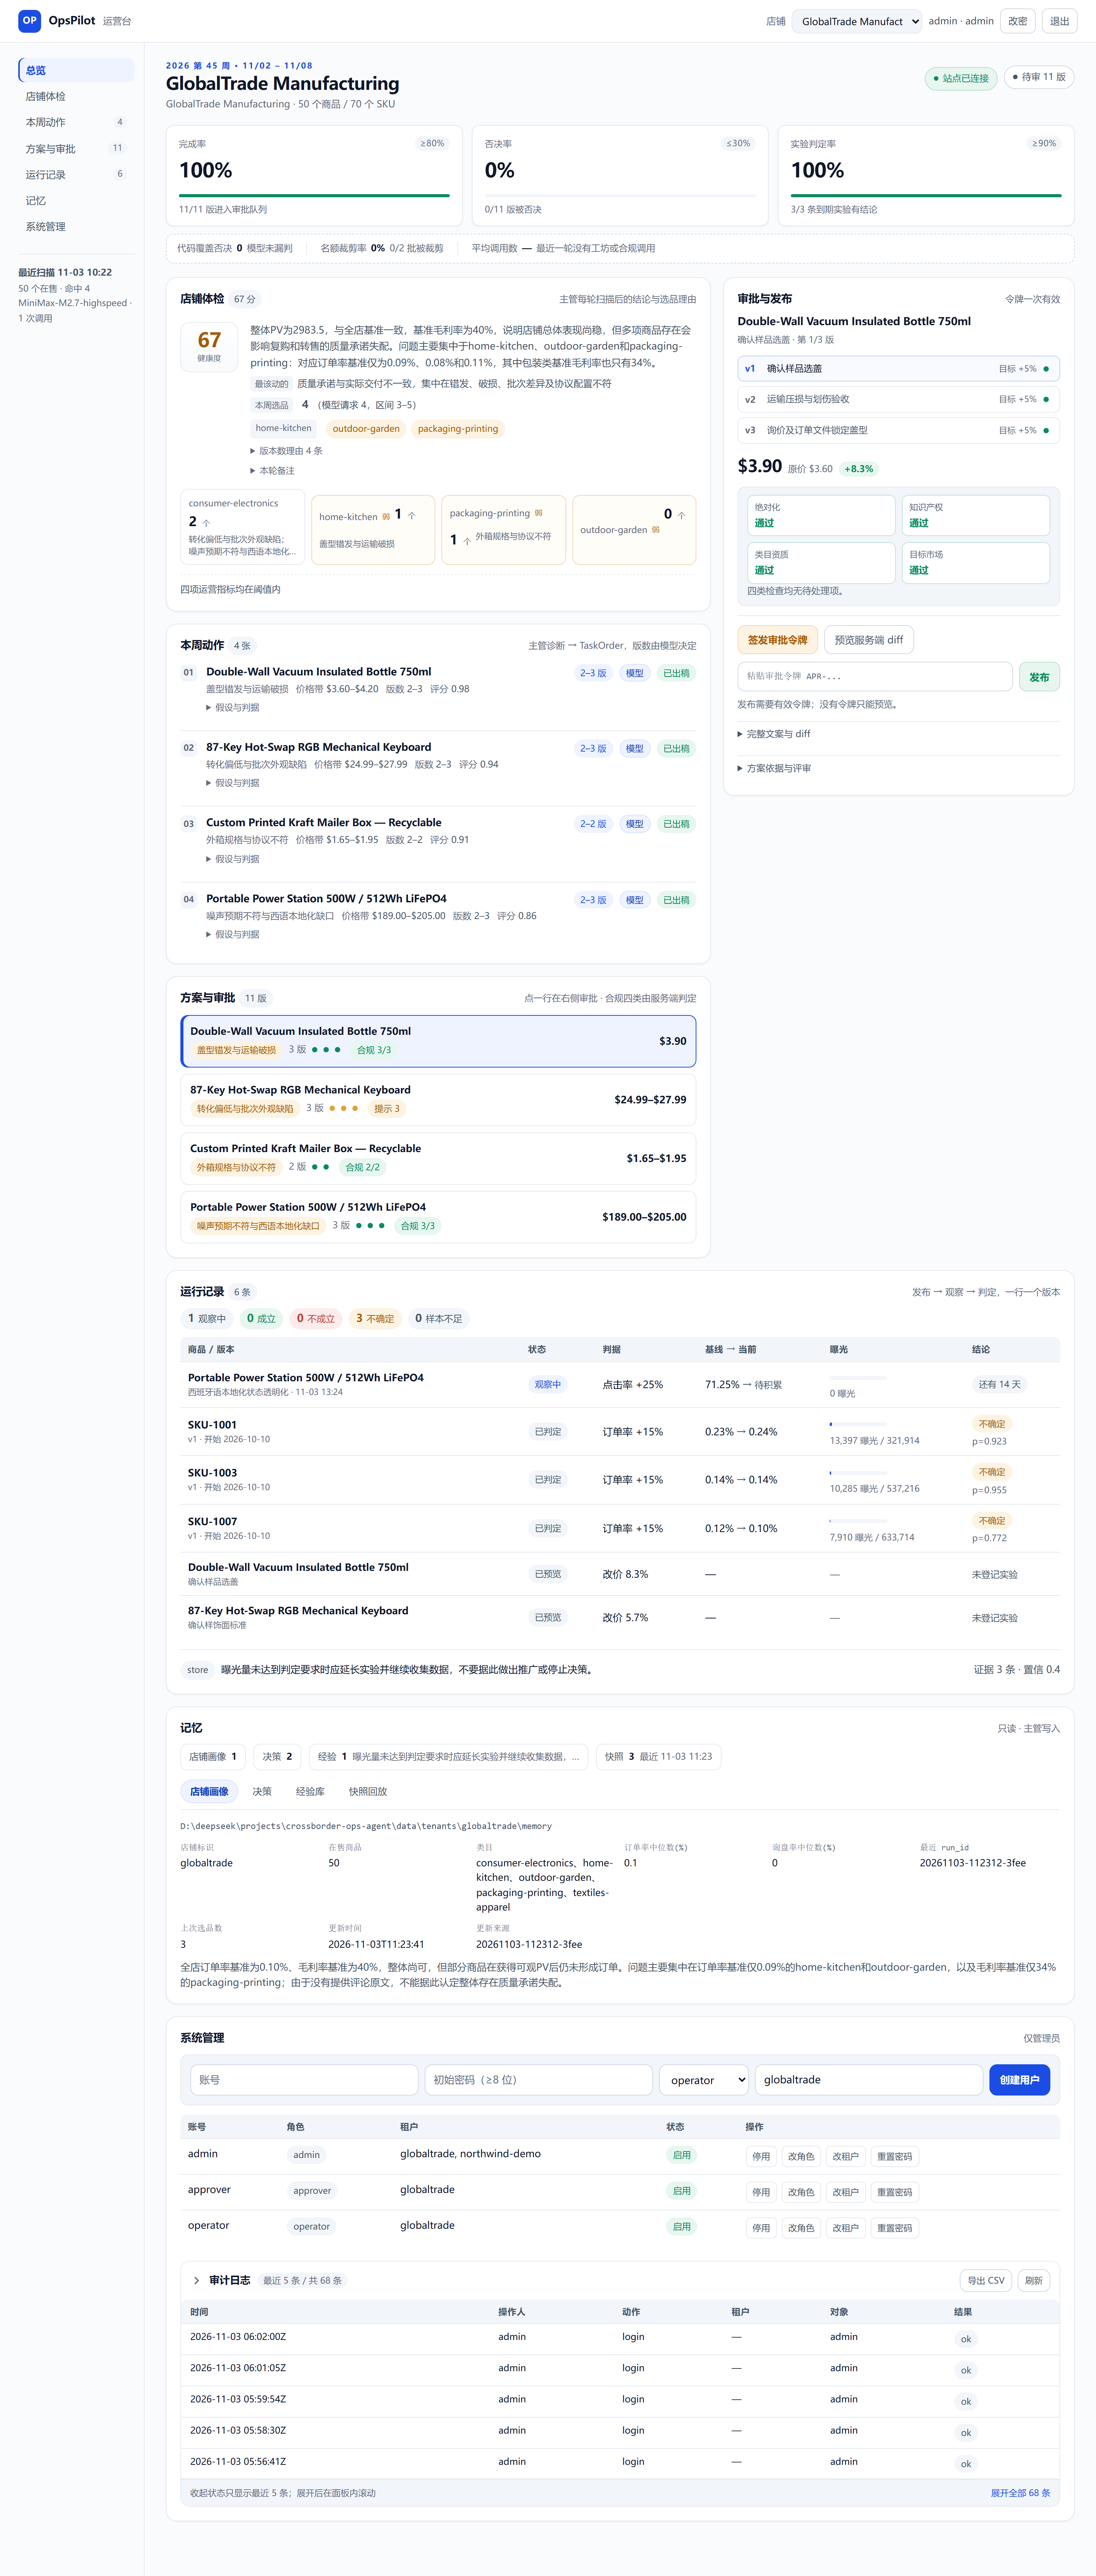 OP OpsPilot 运营台
店铺 GlobalTrade Manufact admin · admin 改密 退出
总览
店铺体检
本周动作 4
方案与审批 11
运行记录 6
记忆
系统管理
最近扫描 11-03 10:22
50 个在售 · 命中 4
MiniMax-M2.7-highspeed ·
1 次调用
2026 第 45 周 • 11/02 – 11/08
GlobalTrade Manufacturing
GlobalTrade Manufacturing · 50 个商品 / 70 个 SKU
站点已连接 待审 11 版
完成率 ≥80%
100%
11/11 版进入审批队列
否决率 ≤30%
0%
0/11 版被否决
实验判定率 ≥90%
100%
3/3 条到期实验有结论
代码覆盖否决 0 模型未漏判 名额裁剪率 0% 0/2 批被裁剪 平均调用数 — 最近一轮没有工坊或合规调用
店铺体检 67 分 主管每轮扫描后的结论与选品理由
67
健康度
整体PV为2983.5，与全店基准一致，基准毛利率为40%，说明店铺总体表现尚稳，但多项商品存在会
影响复购和转售的质量承诺失配。问题主要集中于home-kitchen、outdoor-garden和packaging-
printing：对应订单率基准仅为0.09%、0.08%和0.11%，其中包装类基准毛利率也只有34%。
最该动的 质量承诺与实际交付不一致，集中在错发、破损、批次差异及协议配置不符
本周选品 4 （模型请求 4，区间 3–5）
home-kitchen outdoor-garden packaging-printing
▶ 版本数理由 4 条
▶ 本轮备注
consumer-electronics
2 个
转化偏低与批次外观缺陷；
噪声预期不符与西语本地化...
home-kitchen 弱 1 个
盖型错发与运输破损
packaging-printing 弱
1 个 外箱规格与协议不符
0 个
outdoor-garden 弱
四项运营指标均在阈值内
本周动作 4 张 主管诊断 → TaskOrder，版数由模型决定
01 Double-Wall Vacuum Insulated Bottle 750ml 2–3 版 模型 已出稿
盖型错发与运输破损 价格带 $3.60–$4.20 版数 2–3 评分 0.98
▶ 假设与判据
02 87-Key Hot-Swap RGB Mechanical Keyboard 2–3 版 模型 已出稿
转化偏低与批次外观缺陷 价格带 $24.99–$27.99 版数 2–3 评分 0.94
▶ 假设与判据
03 Custom Printed Kraft Mailer Box — Recyclable 2–2 版 模型 已出稿
外箱规格与协议不符 价格带 $1.65–$1.95 版数 2–2 评分 0.91
▶ 假设与判据
04 Portable Power Station 500W / 512Wh LiFePO4 2–3 版 模型 已出稿
噪声预期不符与西语本地化缺口 价格带 $189.00–$205.00 版数 2–3 评分 0.86
▶ 假设与判据
方案与审批 11 版 点一行在右侧审批 · 合规四类由服务端判定
Double-Wall Vacuum Insulated Bottle 750ml $3.90
盖型错发与运输破损 3 版 合规 3/3
87-Key Hot-Swap RGB Mechanical Keyboard $24.99–$27.99
转化偏低与批次外观缺陷 3 版 提示 3
Custom Printed Kraft Mailer Box — Recyclable $1.65–$1.95
外箱规格与协议不符 2 版 合规 2/2
Portable Power Station 500W / 512Wh LiFePO4 $189.00–$205.00
噪声预期不符与西语本地化缺口 3 版 合规 3/3
审批与发布 令牌一次有效
Double-Wall Vacuum Insulated Bottle 750ml
确认样品选盖 · 第 1/3 版
v1 确认样品选盖 目标 +5%
v2 运输压损与划伤验收 目标 +5%
v3 询价及订单文件锁定盖型 目标 +5%
$3.90 原价 $3.60 +8.3%
绝对化 知识产权
通过 通过
类目资质 目标市场
通过 通过
四类检查均无待处理项。
签发审批令牌 预览服务端 diff
粘贴审批令牌 APR-... 发布
发布需要有效令牌；没有令牌只能预览。
▶ 完整文案与 diff
▶ 方案依据与评审
运行记录 6 条 发布 → 观察 → 判定，一行一个版本
1 观察中 0 成立 0 不成立 3 不确定 0 样本不足
商品 / 版本 状态 判据 基线 → 当前 曝光 结论
Portable Power Station 500W / 512Wh LiFePO4 观察中 点击率 +25% 71.25% → 待积累 0 曝光 还有 14 天
西班牙语本地化状态透明化 · 11-03 13:24
SKU-1001 已判定 订单率 +15% 0.23% → 0.24% 13,397 曝光 / 321,914 不确定
v1 · 开始 2026-10-10 p=0.923
SKU-1003 已判定 订单率 +15% 0.14% → 0.14% 10,285 曝光 / 537,216 不确定
v1 · 开始 2026-10-10 p=0.955
SKU-1007 已判定 订单率 +15% 0.12% → 0.10% 7,910 曝光 / 633,714 不确定
v1 · 开始 2026-10-10 p=0.772
Double-Wall Vacuum Insulated Bottle 750ml 已预览 改价 8.3% — — 未登记实验
确认样品选盖
87-Key Hot-Swap RGB Mechanical Keyboard 已预览 改价 5.7% — — 未登记实验
确认样饰面标准
store 曝光量未达到判定要求时应延长实验并继续收集数据，不要据此做出推广或停止决策。 证据 3 条 · 置信 0.4
记忆 只读 · 主管写入
店铺画像 1 决策 2 经验 1 曝光量未达到判定要求时应延长实验并继续收集数据，... 快照 3 最近 11-03 11:23
店铺画像 决策 经验库 快照回放
D:\deepseek\projects\crossborder-ops-agent\data\tenants\globaltrade\memory
店铺标识 在售商品 类目 订单率中位数(%) 询盘率中位数(%) 最近 run_id
globaltrade 50 consumer-electronics、home- 0.1 0 20261103-112312-3fee
kitchen、outdoor-garden、
packaging-printing、textiles-
apparel
上次选品数 更新时间 更新来源
3 2026-11-03T11:23:41 20261103-112312-3fee
全店订单率基准为0.10%、毛利率基准为40%，整体尚可，但部分商品在获得可观PV后仍未形成订单。问题主要集中在订单率基准仅0.09%的home-kitchen和outdoor-garden，以及毛利率基准仅34%
的packaging-printing；由于没有提供评论原文，不能据此认定整体存在质量承诺失配。
系统管理 仅管理员
账号 初始密码（≥8 位） operator globaltrade 创建用户
账号 角色 租户 状态 操作
admin admin globaltrade, northwind-demo 启用 停用 改角色 改租户 重置密码
approver approver globaltrade 启用 停用 改角色 改租户 重置密码
operator operator globaltrade 启用 停用 改角色 改租户 重置密码
审计日志 最近 5 条 / 共 68 条 导出 CSV 刷新
时间 操作人 动作 租户 对象 结果
2026-11-03 06:02:00Z admin login — admin ok
2026-11-03 06:01:05Z admin login — admin ok
2026-11-03 05:59:54Z admin login — admin ok
2026-11-03 05:58:30Z admin login — admin ok
2026-11-03 05:56:41Z admin login — admin ok
收起状态只显示最近 5 条；展开后在面板内滚动 展开全部 68 条